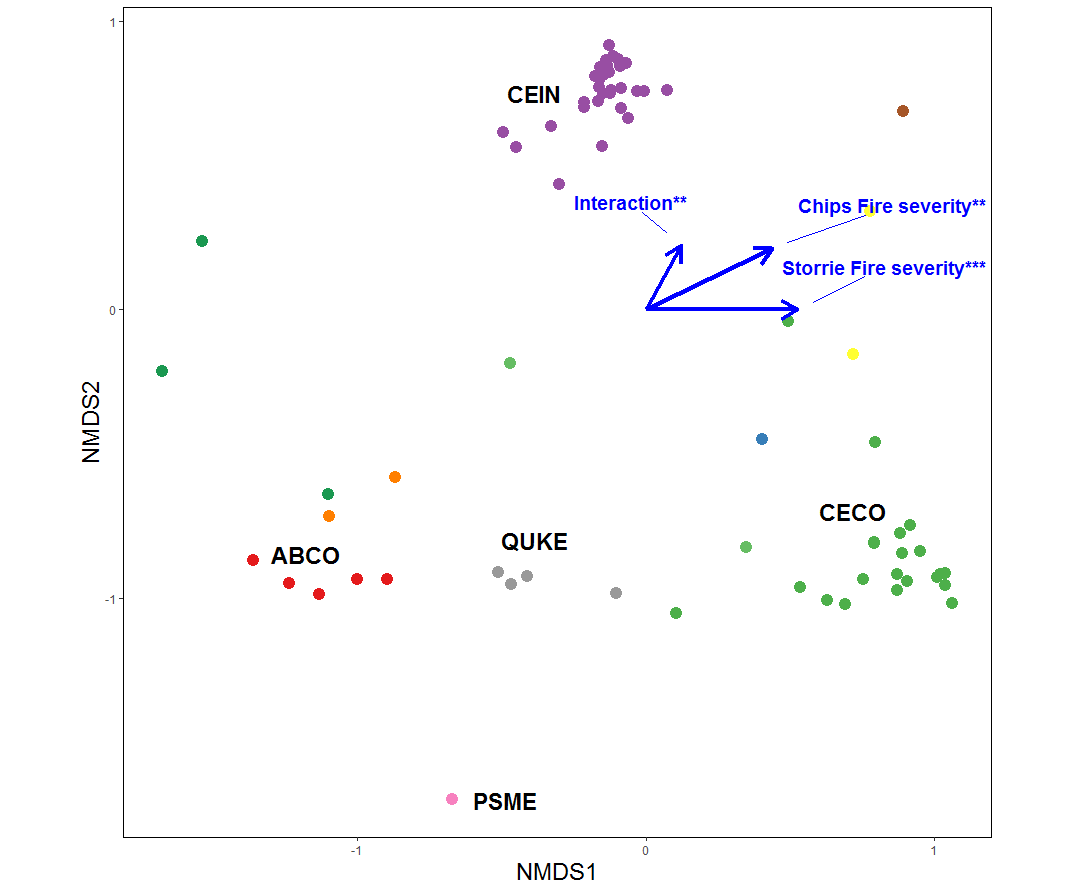 1
CEIN
Interaction**
Chips Fire severity**
Storrie Fire severity***
0
NMDS2
CECO
QUKE
ABCO
-1
PSME
-1 0 1
NMDS1